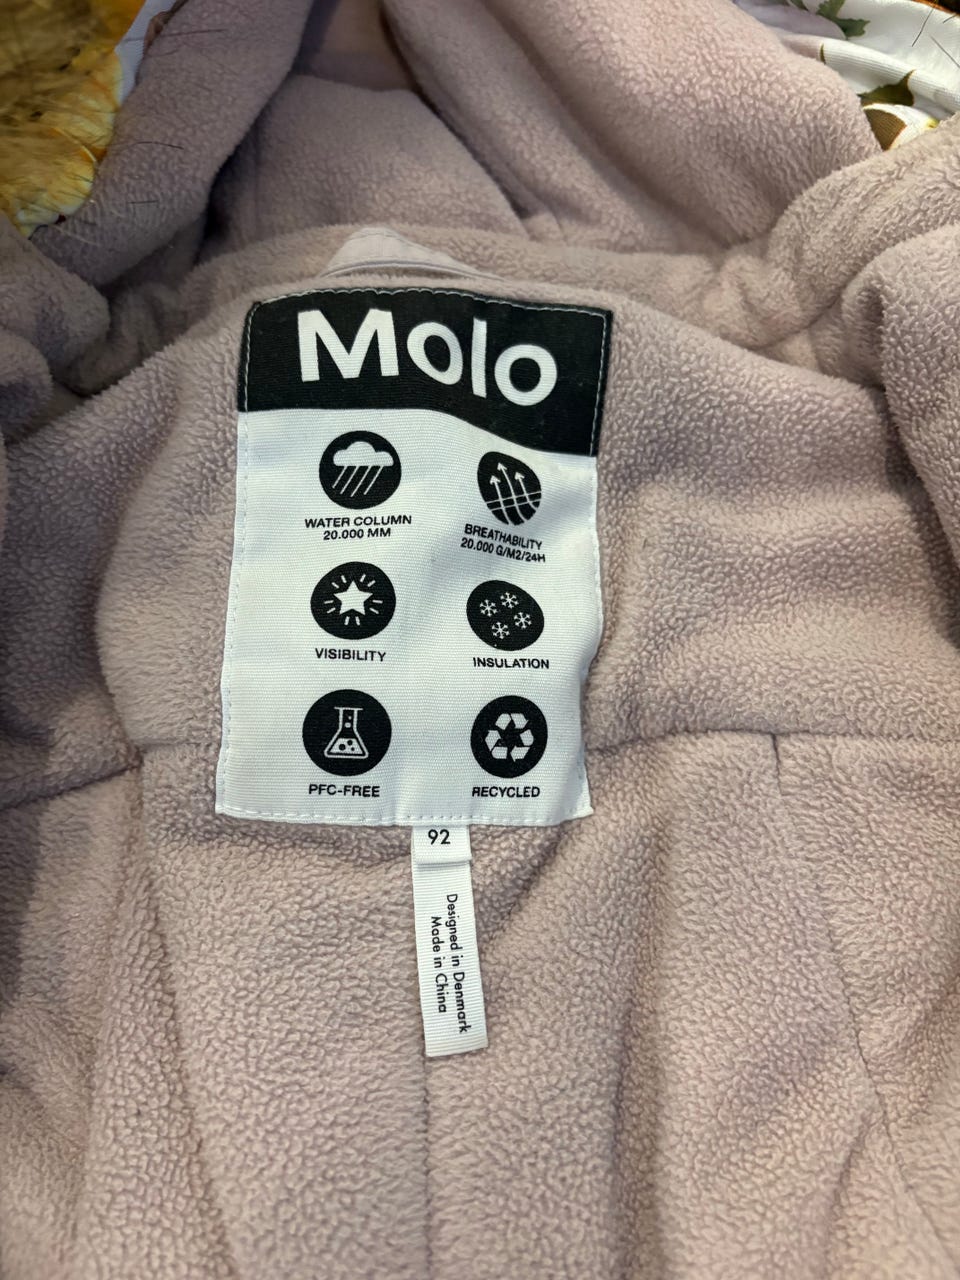 Molo
WATER COLUMN
20.000 MM
BREATHABILITY
20.000 G/M2/24H
VISIBILITY
INSULATION
PFC-FREE
RECYCLED
92
Designed in Denmark
Made in China